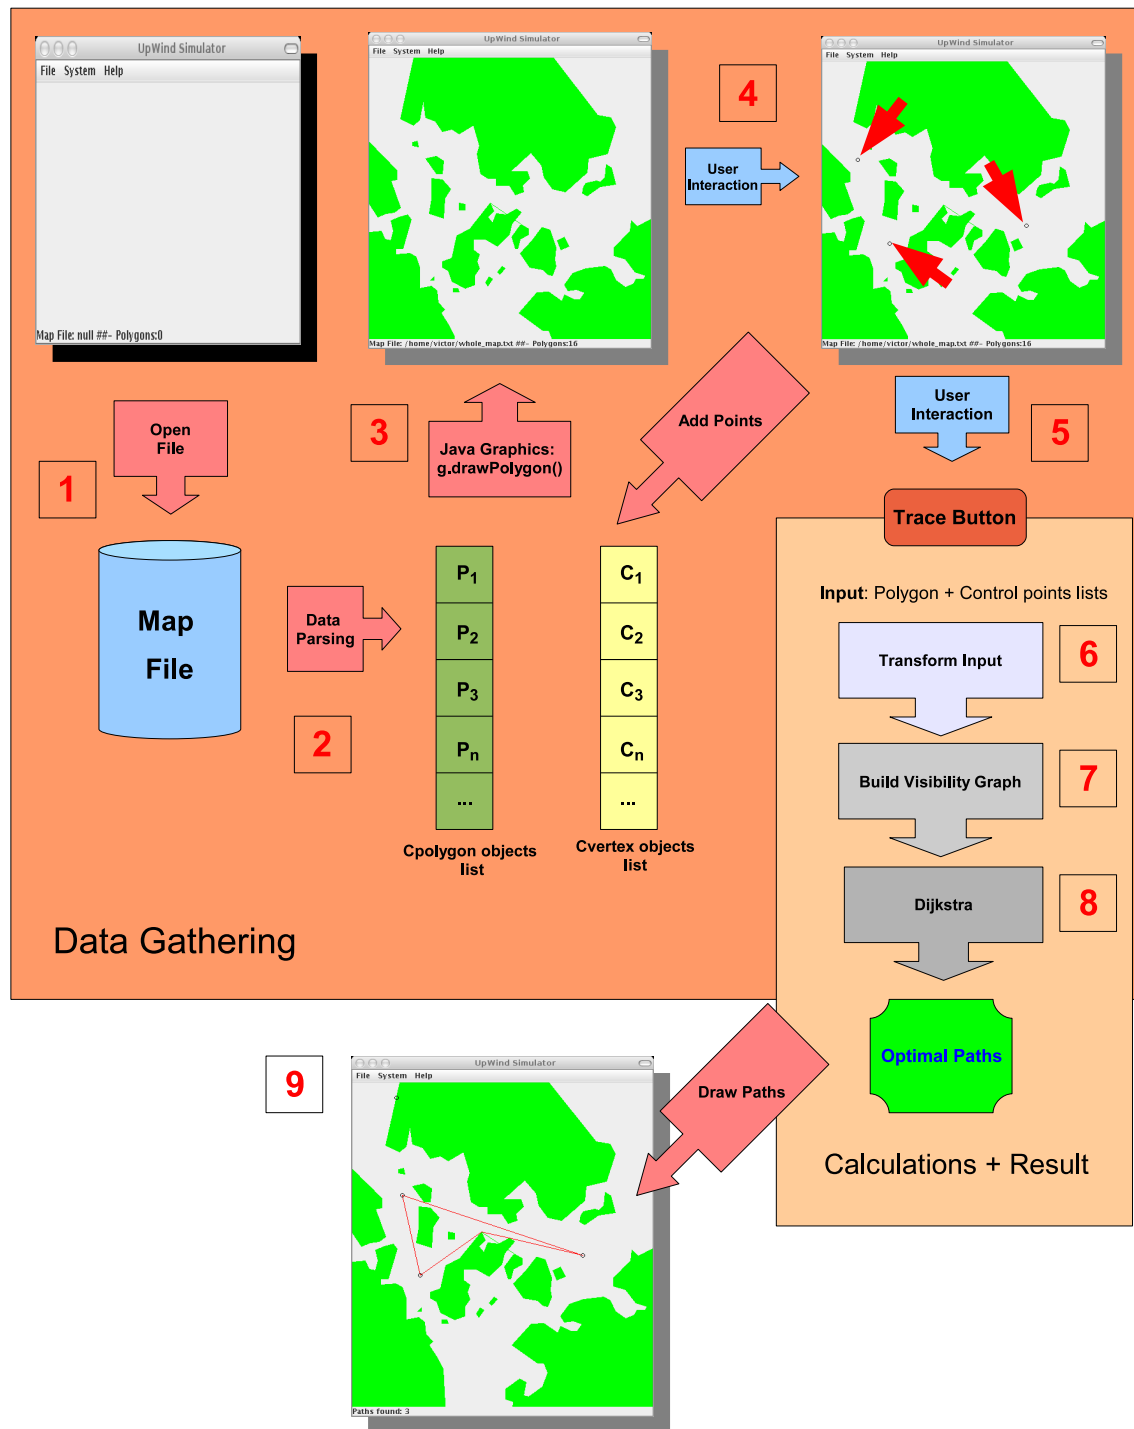 UpWind Simulator
File System Help
Map File: null ##- Polygons:0
UpWind Simulator
File System Help
Map File: /home/victor/whole_map.txt ##- Polygons:16
4
User
Interaction
UpWind Simulator
File System Help
Map File: /home/victor/whole_map.txt ##- Polygons:16
1
Open
File
3
Java Graphics:
g.drawPolygon()
Add Points
User
Interaction
5
Trace Button
Map
File
Data
Parsing
2
P1
P2
P3
Pn
...
Cpolygon objects
list
C1
C2
C3
Cn
...
Cvertex objects
list
Input: Polygon + Control points lists
Transform Input
6
Build Visibility Graph
7
Dijkstra
8
Data Gathering
Optimal Paths
Calculations + Result
Draw Paths
9
UpWind Simulator
File System Help
Paths found: 3